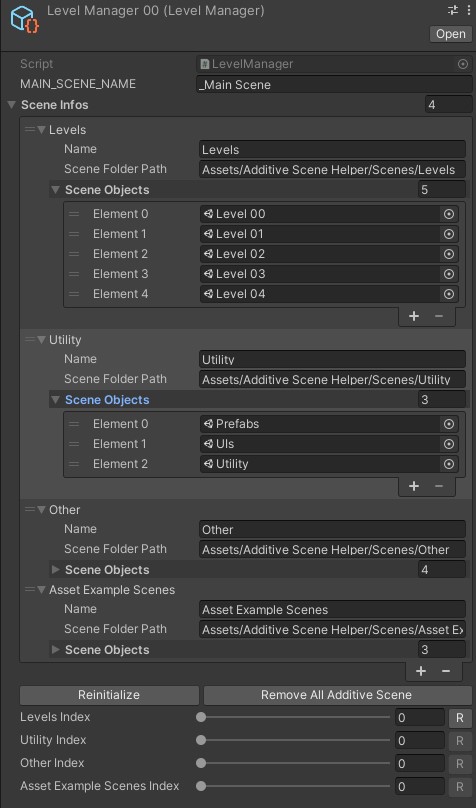 Level Manager 00 (Level Manager)
Open
Script LevelManager
MAIN_SCENE_NAME _Main Scene
Scene Infos 4
Levels
Name Levels
Scene Folder Path Assets/Additive Scene Helper/Scenes/Levels
Scene Objects 5
Element 0 Level 00
Element 1 Level 01
Element 2 Level 02
Element 3 Level 03
Element 4 Level 04
+ −
Utility
Name Utility
Scene Folder Path Assets/Additive Scene Helper/Scenes/Utility
Scene Objects 3
Element 0 Prefabs
Element 1 UIs
Element 2 Utility
+ −
Other
Name Other
Scene Folder Path Assets/Additive Scene Helper/Scenes/Other
Scene Objects 4
Asset Example Scenes
Name Asset Example Scenes
Scene Folder Path Assets/Additive Scene Helper/Scenes/Asset Ex
Scene Objects 3
+ −
Reinitialize Remove All Additive Scene
Levels Index 0 R
Utility Index 0 R
Other Index 0 R
Asset Example Scenes Index 0 R